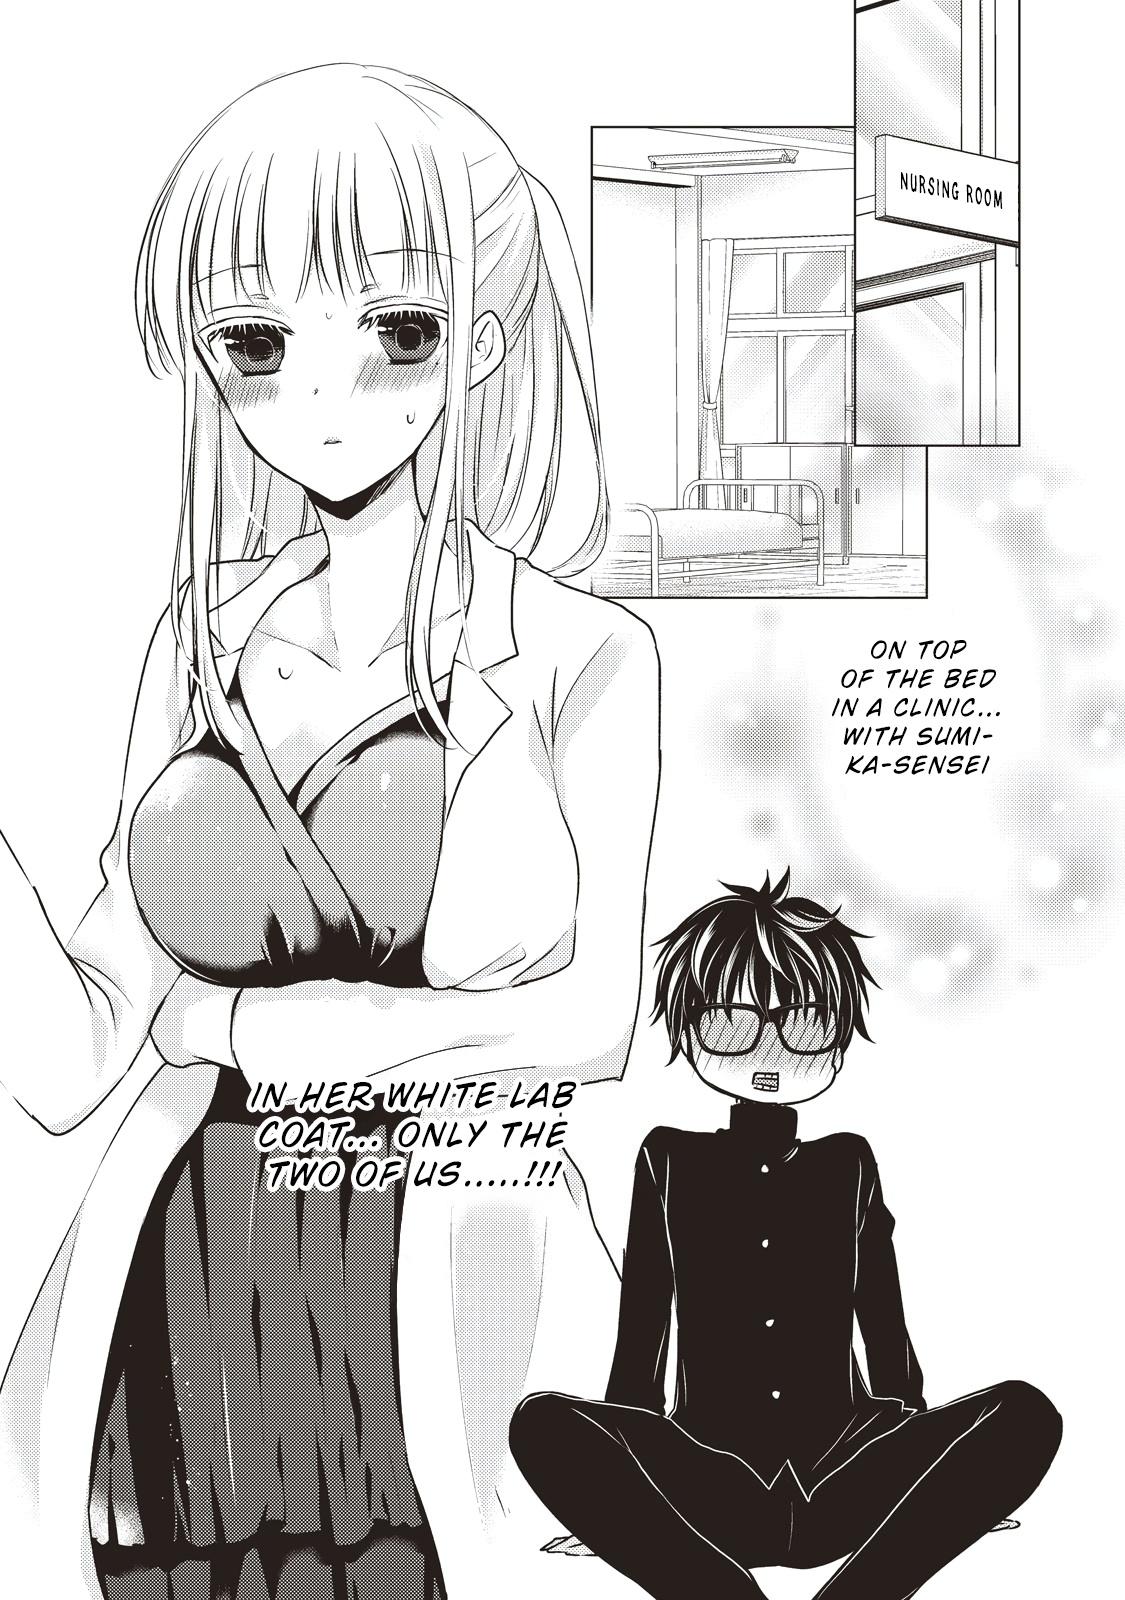 NURSING ROOM
ON TOP
OF THE BED
IN A CLINIC...
WITH SUMI-
KA-SENSEI
IN HER WHITE LAB
COAT... ONLY THE
TWO OF US.....!!!